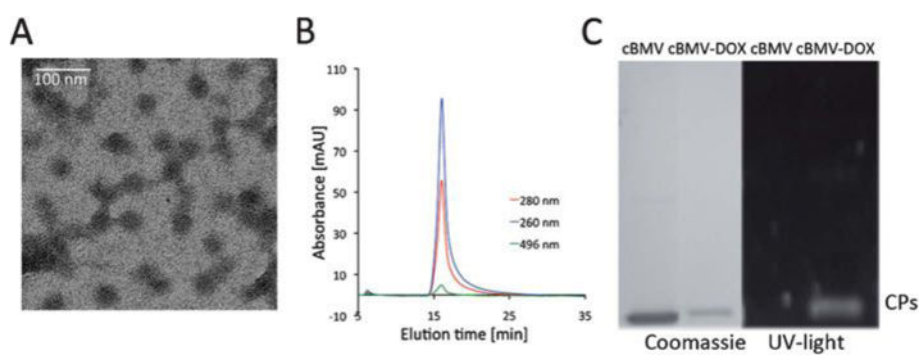 A
100 nm
B
Absorbance [mAU]
110
90
70
50
30
10
-10
5
15
25
35
Elution time [min]
280 nm
260 nm
496 nm
C
cBMV cBMV-DOX cBMV cBMV-DOX
CPs
Coomassie UV-light